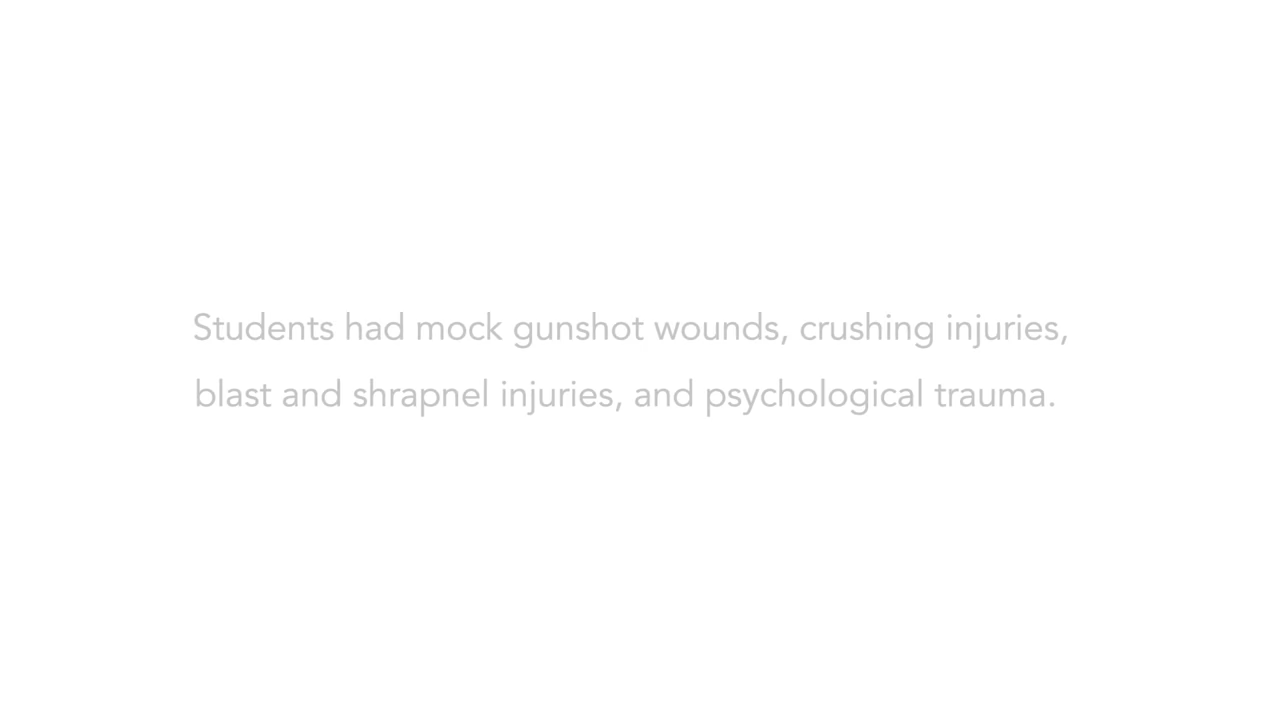 Students had mock gunshot wounds, crushing injuries,
blast and shrapnel injuries, and psychological trauma.